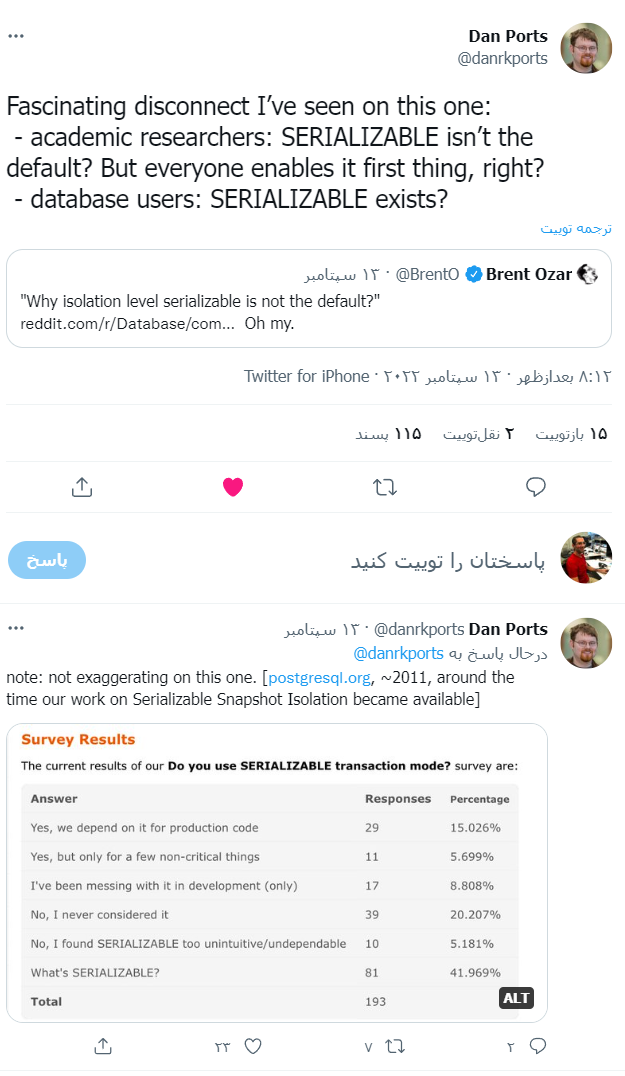 Dan Ports
@danrkports
Fascinating disconnect I’ve seen on this one:
- academic researchers: SERIALIZABLE isn’t the
default? But everyone enables it first thing, right?
- database users: SERIALIZABLE exists?
ترجمه توییت
Brent Ozar @BrentO · ۱۳ سپتامبر
"Why isolation level serializable is not the default?"
reddit.com/r/Database/com… Oh my.
۸:۱۲ بعدازظهر · ۱۳ سپتامبر ۲۰۲۲ · Twitter for iPhone
۱۵ بازتوییت ۲ نقل‌توییت ۱۱۵ پسند
پاسختان را توییت کنید
پاسخ
Dan Ports @danrkports · ۱۳ سپتامبر
درحال پاسخ به @danrkports
note: not exaggerating on this one. [postgresql.org, ~2011, around the
time our work on Serializable Snapshot Isolation became available]
Survey Results
The current results of our Do you use SERIALIZABLE transaction mode? survey are:
Answer Responses Percentage
Yes, we depend on it for production code 29 15.026%
Yes, but only for a few non-critical things 11 5.699%
I've been messing with it in development (only) 17 8.808%
No, I never considered it 39 20.207%
No, I found SERIALIZABLE too unintuitive/undependable 10 5.181%
What's SERIALIZABLE? 81 41.969%
Total 193
ALT
۲ ۷ ۲۳